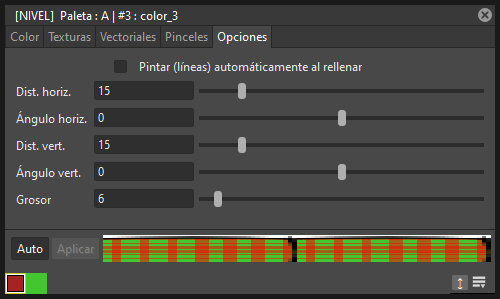 [NIVEL] Paleta : A | #3 : color_3
Color Texturas Vectoriales Pinceles Opciones
Pintar (líneas) automáticamente al rellenar
Dist. horiz. 15
Ángulo horiz. 0
Dist. vert. 15
Ángulo vert. 0
Grosor 6
Auto Aplicar